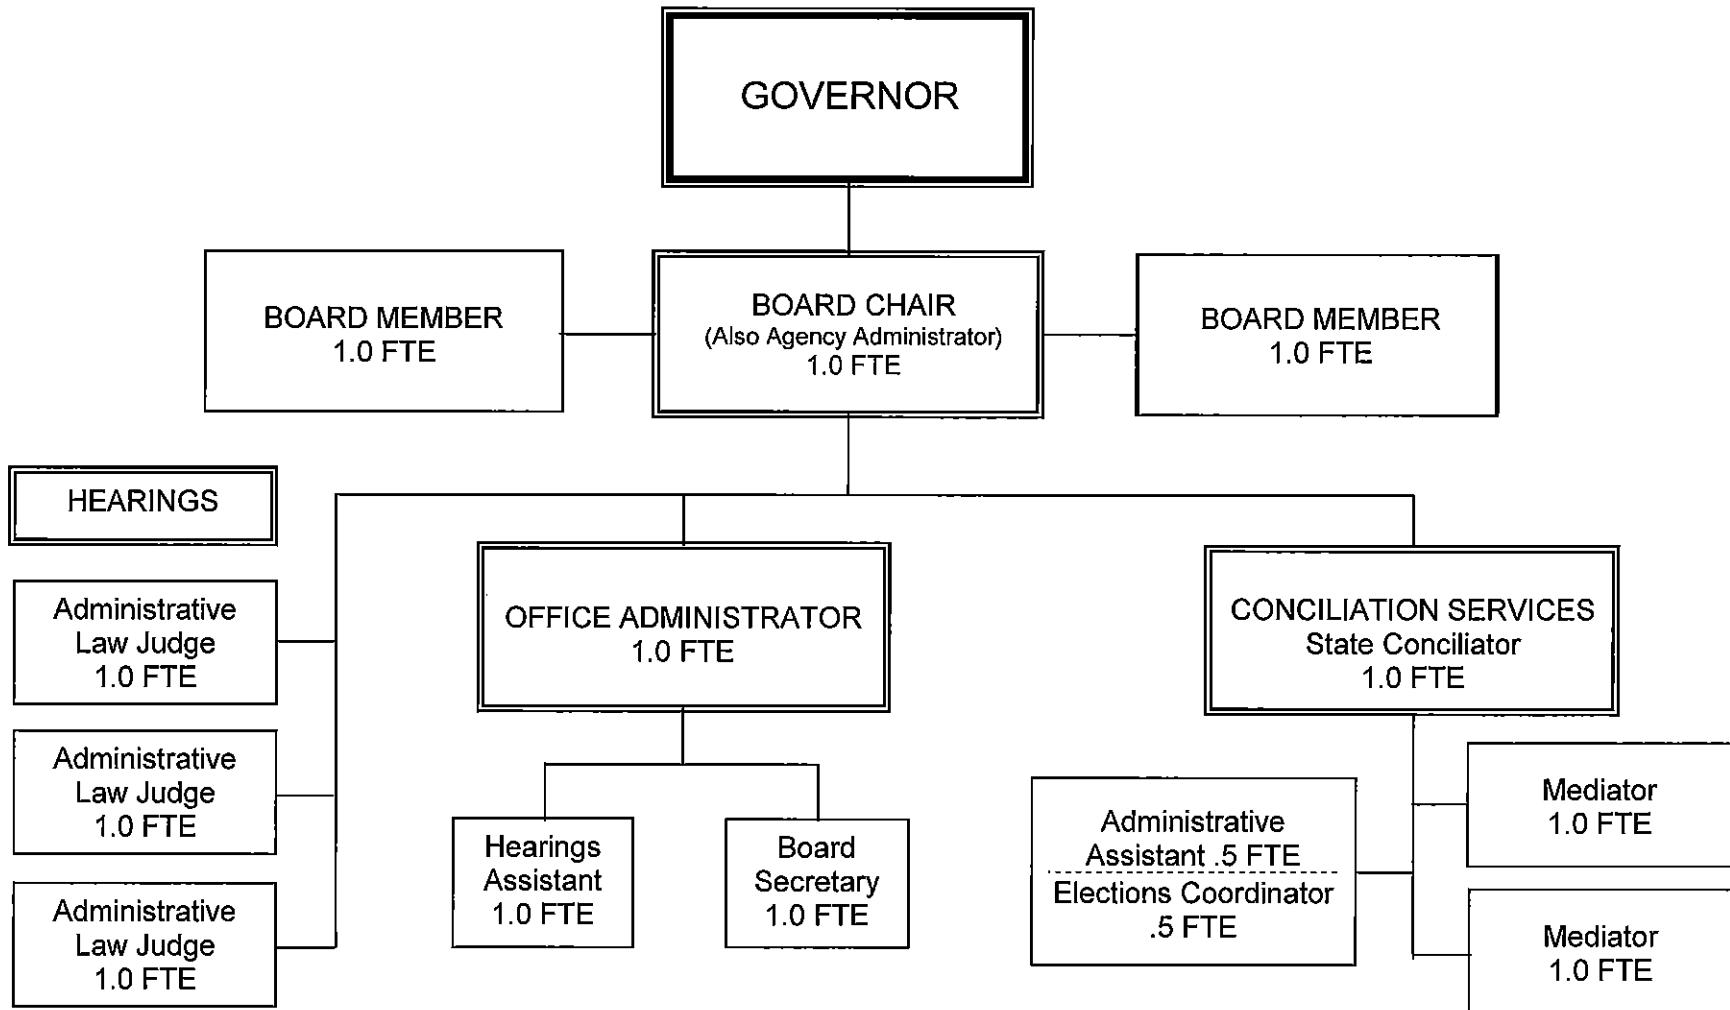 GOVERNOR
BOARD MEMBER
1.0 FTE
BOARD CHAIR
(Also Agency Administrator)
1.0 FTE
BOARD MEMBER
1.0 FTE
HEARINGS
Administrative
Law Judge
1.0 FTE
Administrative
Law Judge
1.0 FTE
Administrative
Law Judge
1.0 FTE
OFFICE ADMINISTRATOR
1.0 FTE
Hearings
Assistant
1.0 FTE
Board
Secretary
1.0 FTE
CONCILIATION SERVICES
State Conciliator
1.0 FTE
Administrative
Assistant .5 FTE
Elections Coordinator
.5 FTE
Mediator
1.0 FTE
Mediator
1.0 FTE